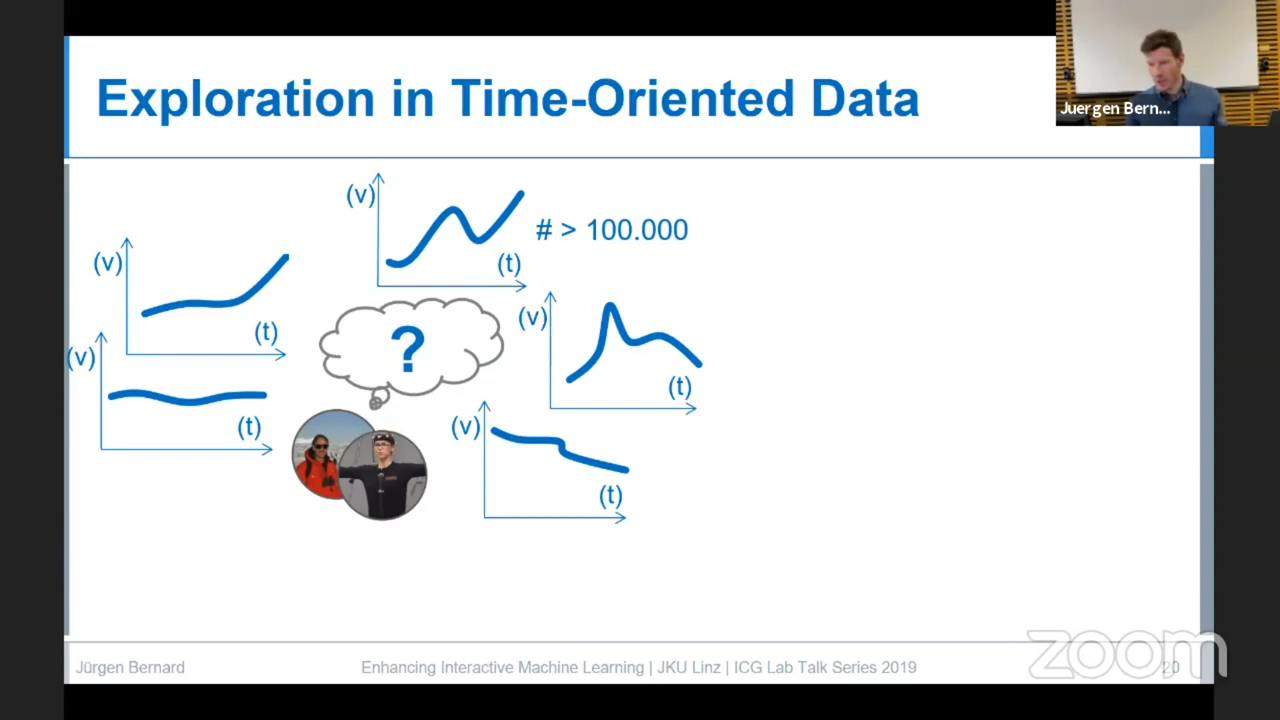 Exploration in Time-Oriented Data
Juergen Bern...
(v)
(t)
# > 100.000
(v)
(t)
(v)
(t)
?
(v)
(t)
(v)
(t)
Jürgen Bernard
Enhancing Interactive Machine Learning | JKU Linz | ICG Lab Talk Series 2019
20
zoom